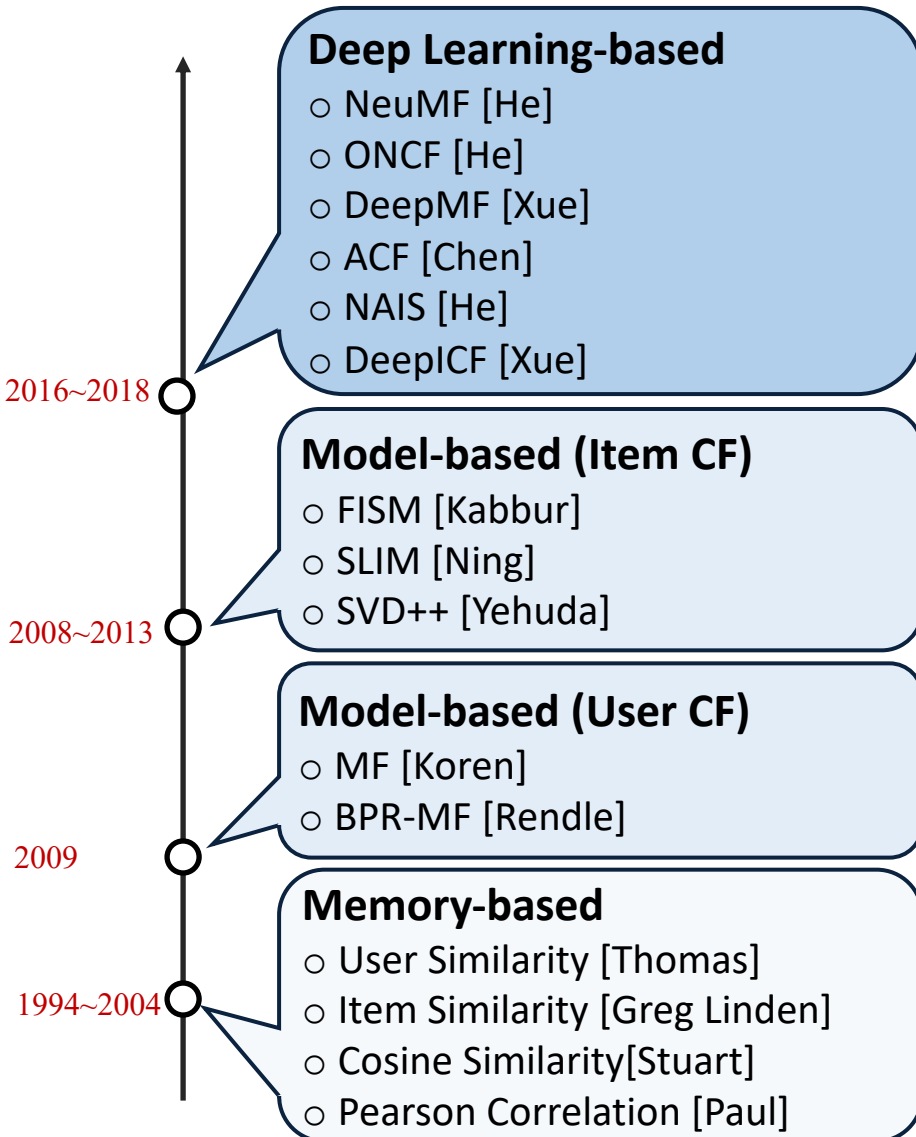 Deep Learning-based
○ NeuMF [He]
○ ONCF [He]
○ DeepMF [Xue]
○ ACF [Chen]
○ NAIS [He]
○ DeepICF [Xue]
2016~2018
Model-based (Item CF)
○ FISM [Kabbur]
○ SLIM [Ning]
○ SVD++ [Yehuda]
2008~2013
Model-based (User CF)
○ MF [Koren]
○ BPR-MF [Rendle]
2009
Memory-based
○ User Similarity [Thomas]
○ Item Similarity [Greg Linden]
○ Cosine Similarity[Stuart]
○ Pearson Correlation [Paul]
1994~2004